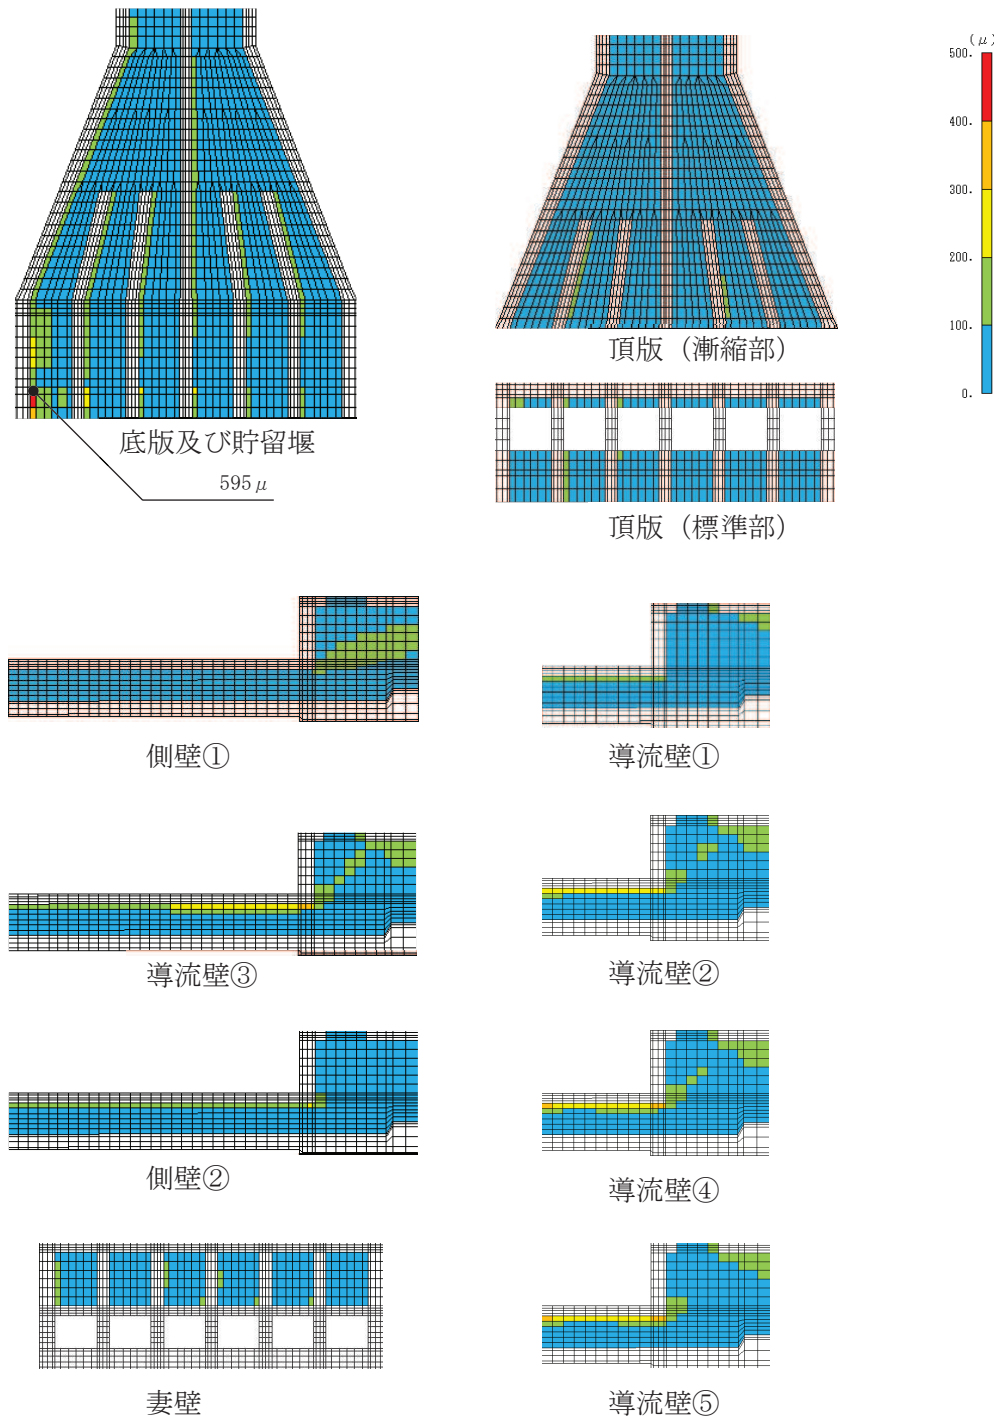 (μ)
500.
400.
300.
200.
100.
0.
頂版（漸縮部）
底版及び貯留堰
595μ
頂版（標準部）
側壁①
導流壁①
導流壁③
導流壁②
側壁②
導流壁④
妻壁
導流壁⑤